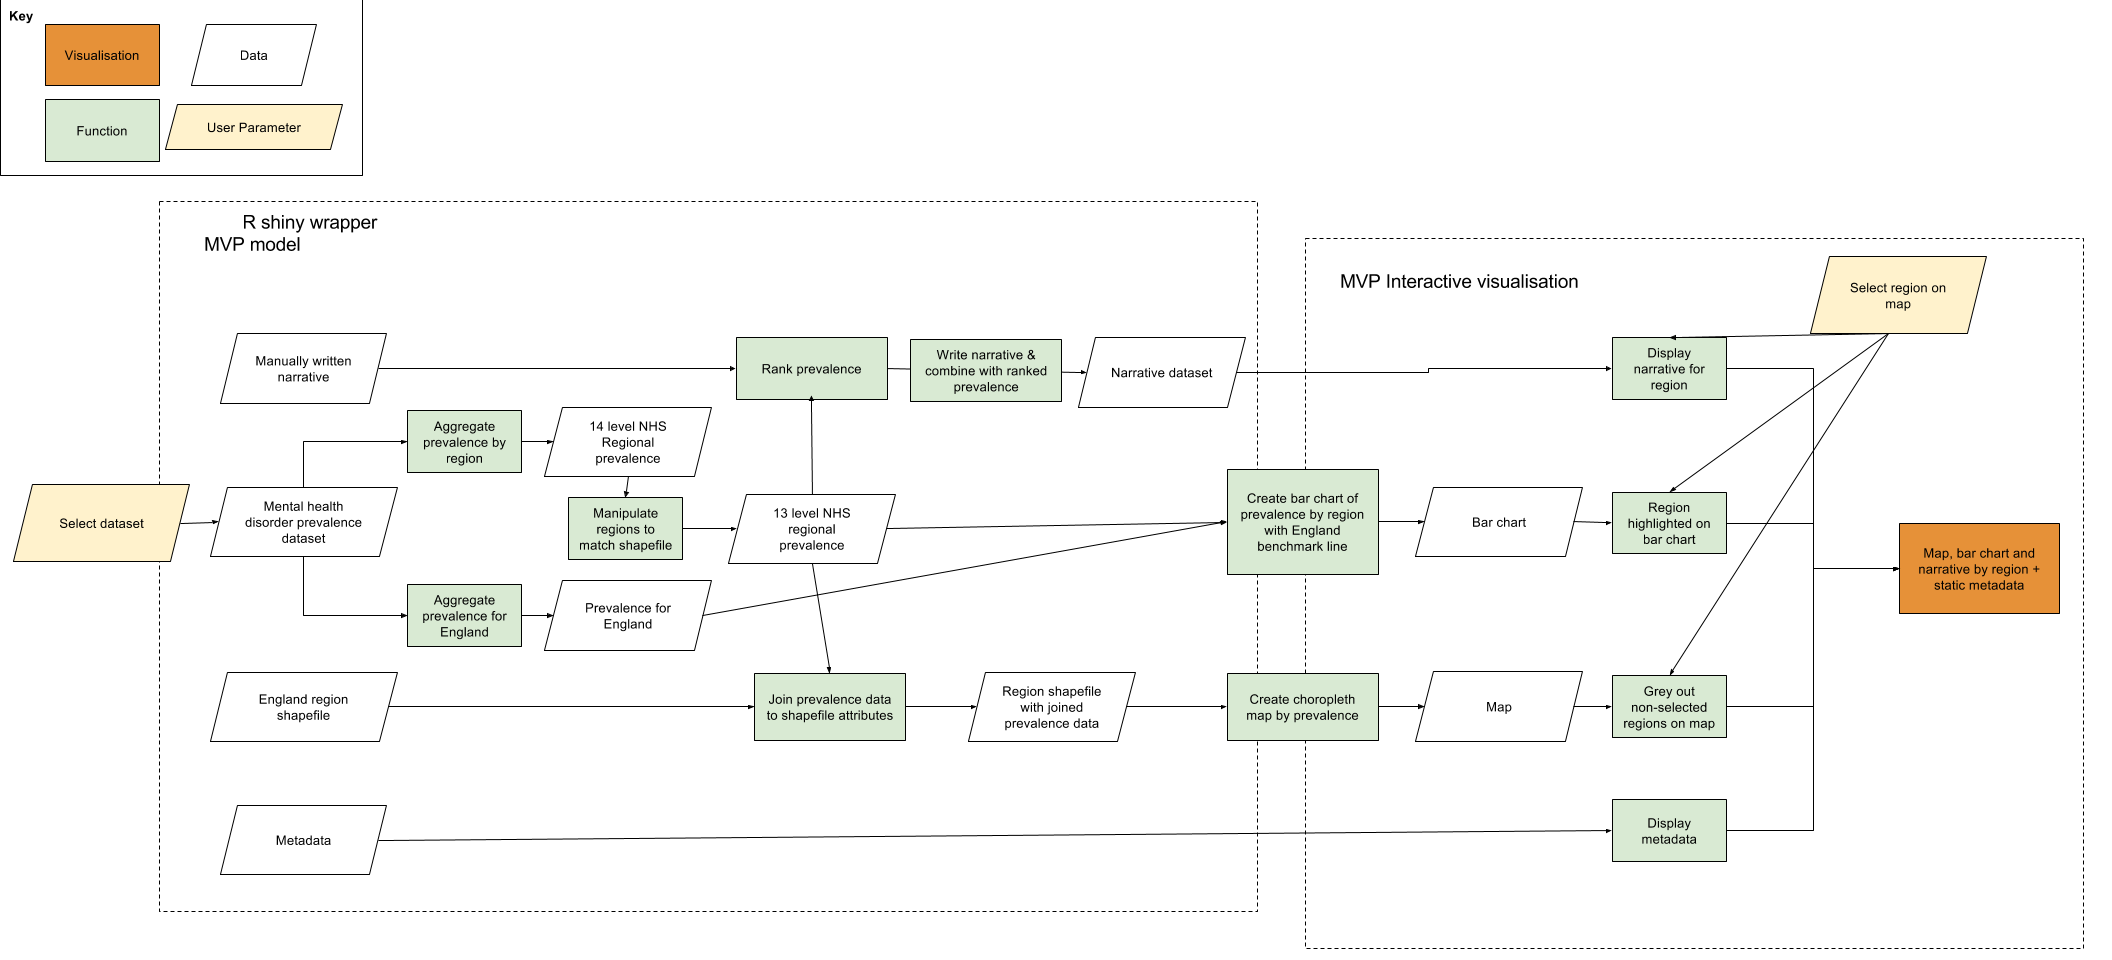 Key
Visualisation
Data
Function
User Parameter
R shiny wrapper
MVP model
MVP Interactive visualisation
Select region on
map
Manually written
narrative
Rank prevalence
Write narrative &
combine with ranked
prevalence
Narrative dataset
Display
narrative for
region
Aggregate
prevalence by
region
14 level NHS
Regional
prevalence
Select dataset
Mental health
disorder prevalence
dataset
Manipulate
regions to
match shapefile
13 level NHS
regional
prevalence
Create bar chart of
prevalence by region
with England
benchmark line
Bar chart
Region
highlighted on
bar chart
Map, bar chart and
narrative by region +
static metadata
Aggregate
prevalence for
England
Prevalence for
England
England region
shapefile
Join prevalence data
to shapefile attributes
Region shapefile
with joined
prevalence data
Create choropleth
map by prevalence
Map
Grey out
non-selected
regions on map
Metadata
Display
metadata